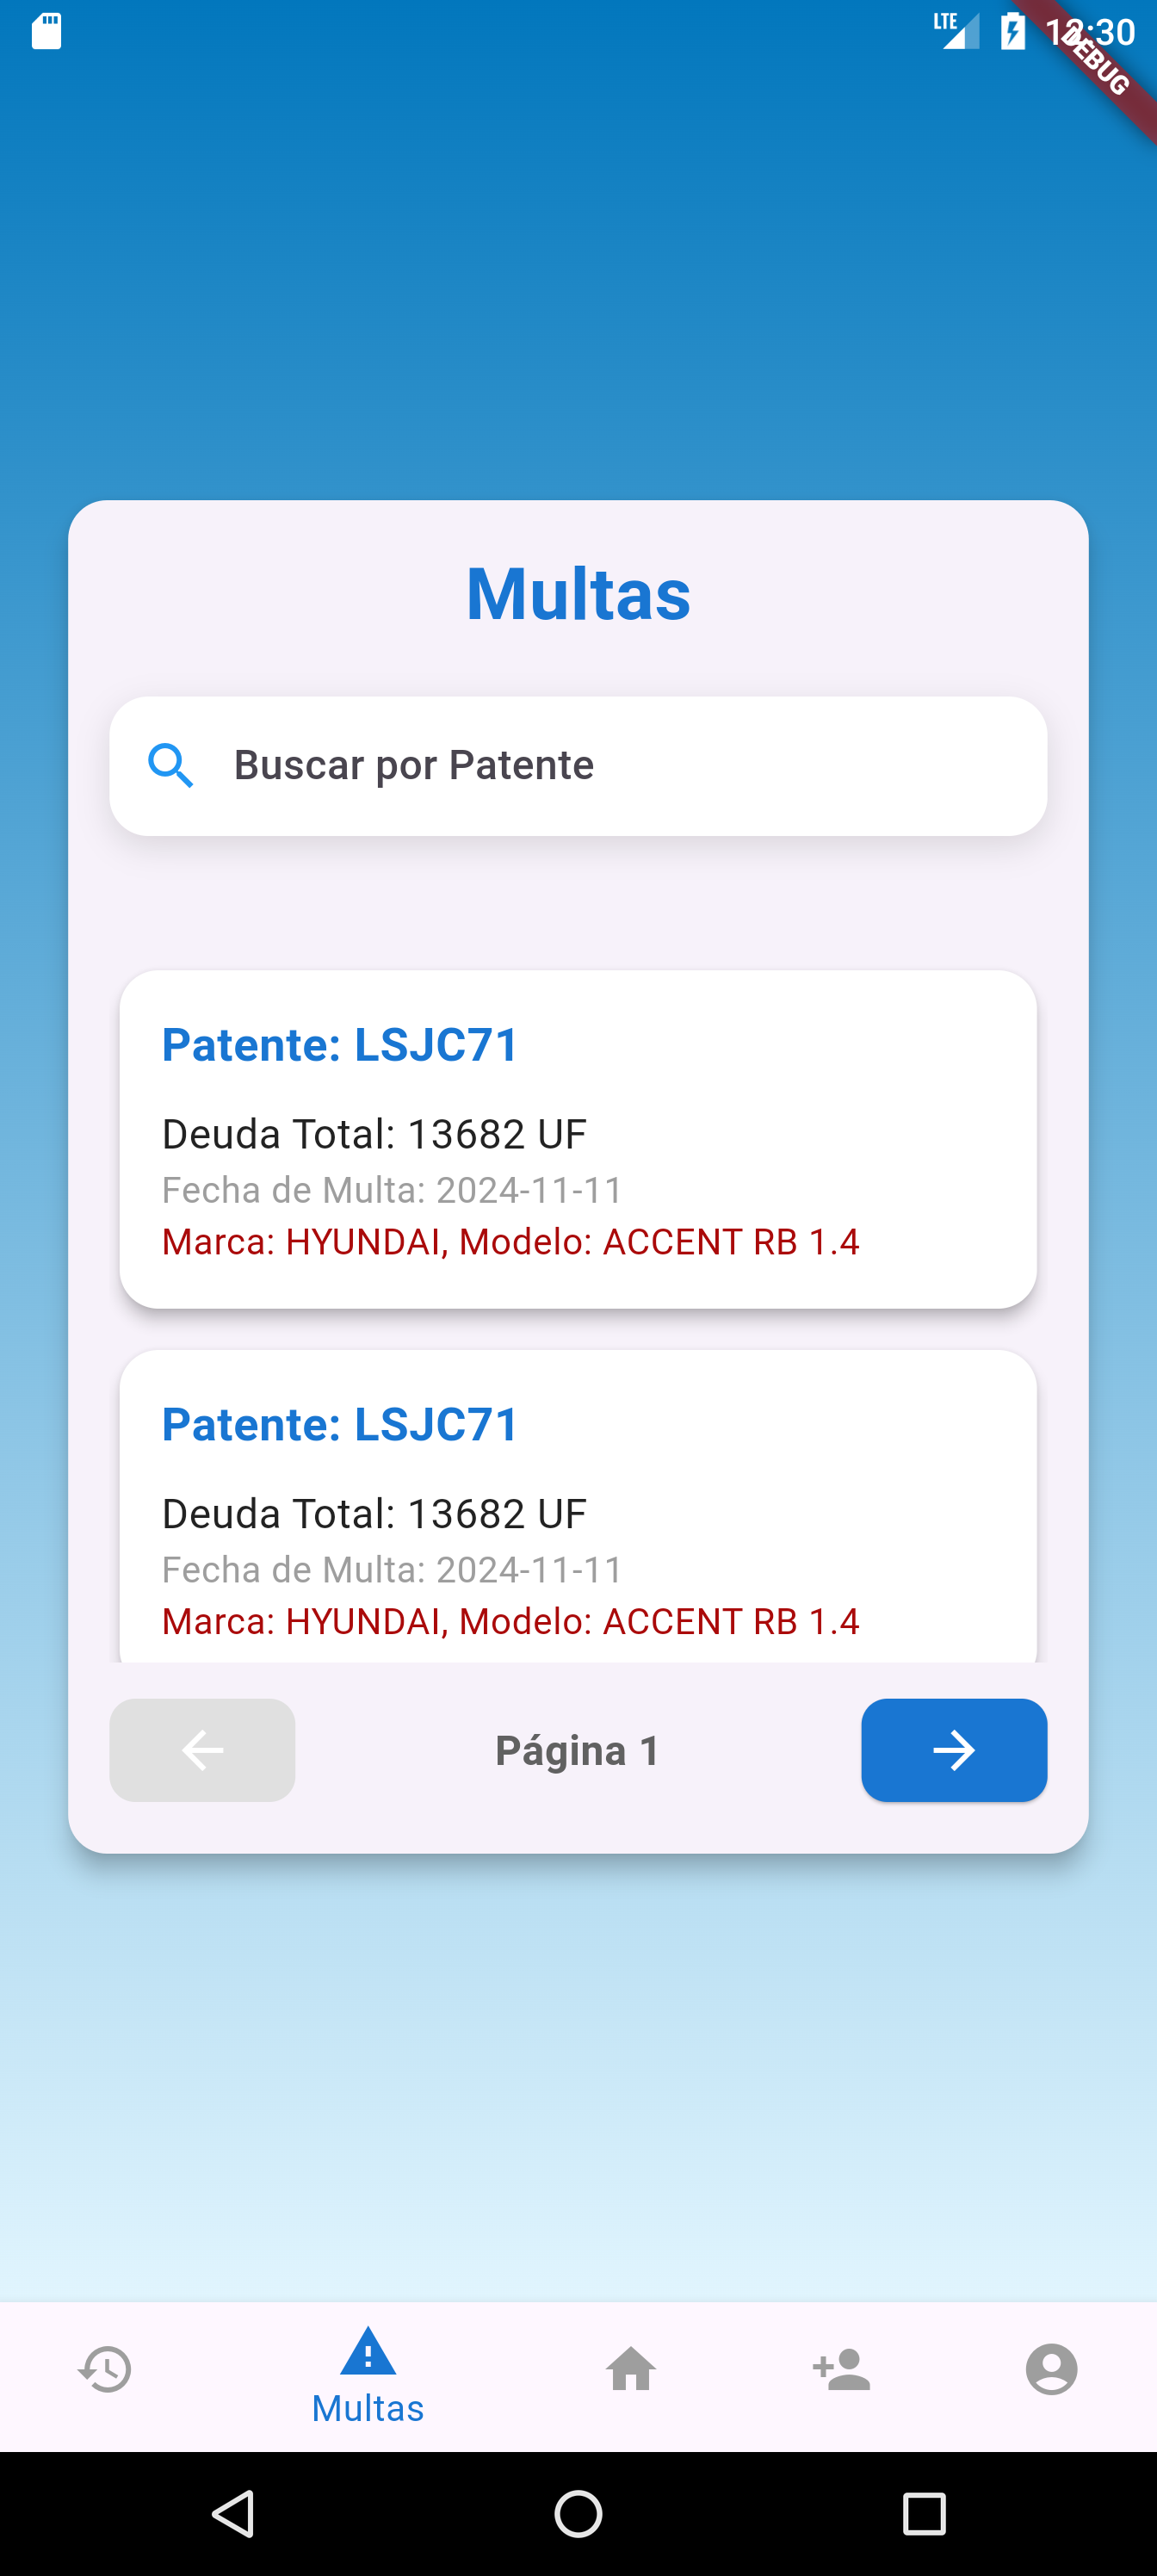 LTE
DEBUG
Multas
Buscar por Patente
Patente: LSJC71
Deuda Total: 13682 UF
Fecha de Multa: 2024-11-11
Marca: HYUNDAI, Modelo: ACCENT RB 1.4
Patente: LSJC71
Deuda Total: 13682 UF
Fecha de Multa: 2024-11-11
Marca: HYUNDAI, Modelo: ACCENT RB 1.4
Página 1
Multas